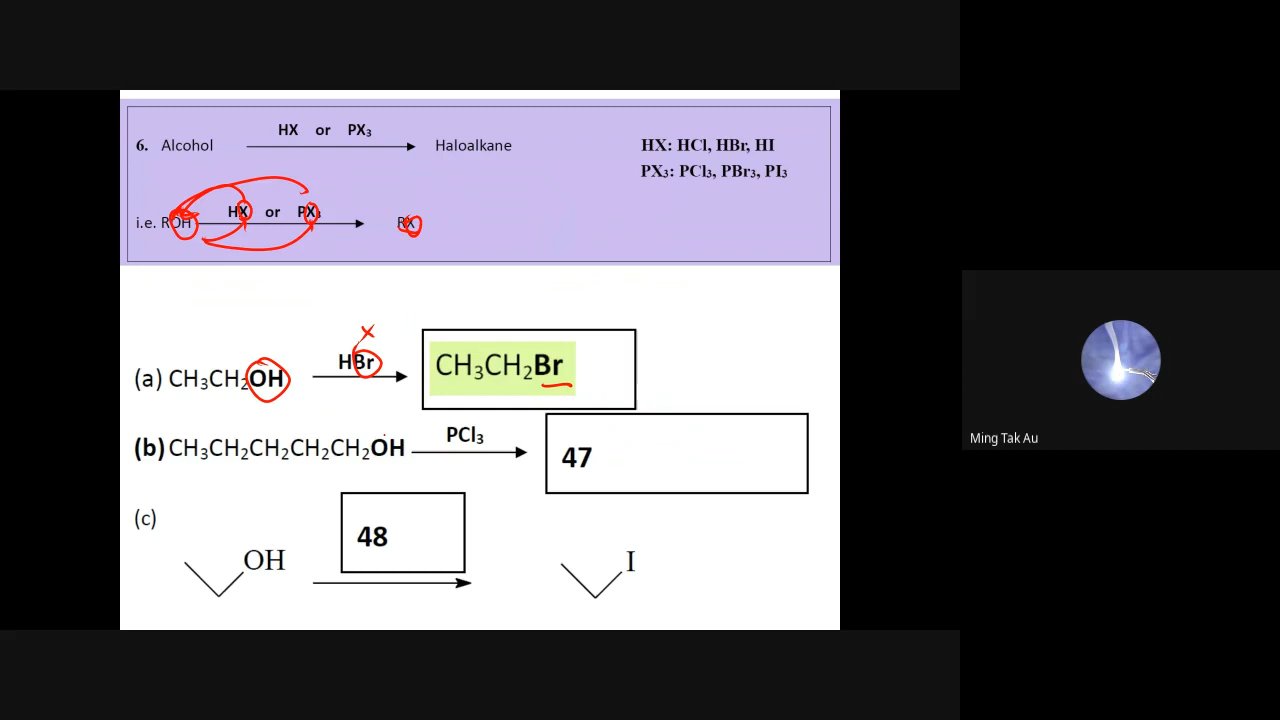 HX or PX₃
6. Alcohol Haloalkane HX: HCl, HBr, HI
PX₃: PCl₃, PBr₃, PI₃
HX or PX₃
i.e. ROH RX
X
(a) CH₃CH₂OH HBr CH₃CH₂Br
(b) CH₃CH₂CH₂CH₂CH₂OH PCl₃ 47
(c) 48
OH I
Ming Tak Au